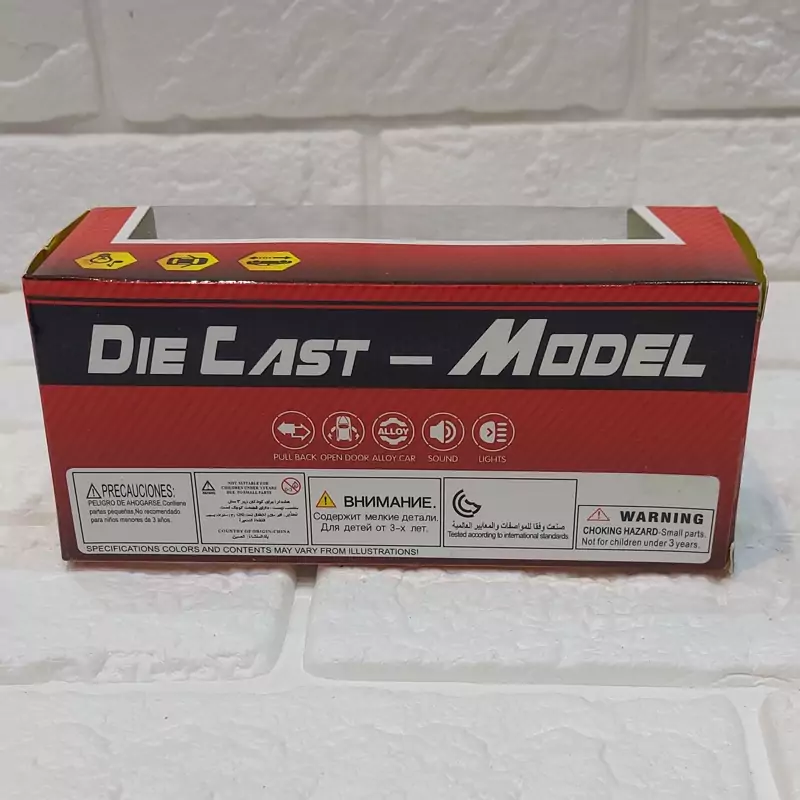 DIE CAST – MODEL
PULL BACK OPEN DOOR ALLOY CAR SOUND LIGHTS
ALLOY
PRECAUCIONES:
PELIGRO DE AHOGARSE.Contiene
partes pequeñas,No recomendado
para niños menores de 3 años.
WARNING
NOT SUITABLE FOR
CHILDREN UNDER 3 YEARS
DUE TO SMALL PARTS
COUNTRY OF ORIGIN:CHINA
ВНИМАНИЕ.
Содержит мелкие детали.
Для детей от 3-х лет.
صنعت وفقا للمواصفات والمعايير العالمية
Tested according to international standards
WARNING
CHOKING HAZARD-Small parts.
Not for children under 3 years.
SPECIFICATIONS COLORS AND CONTENTS MAY VARY FROM ILLUSTRATIONS!